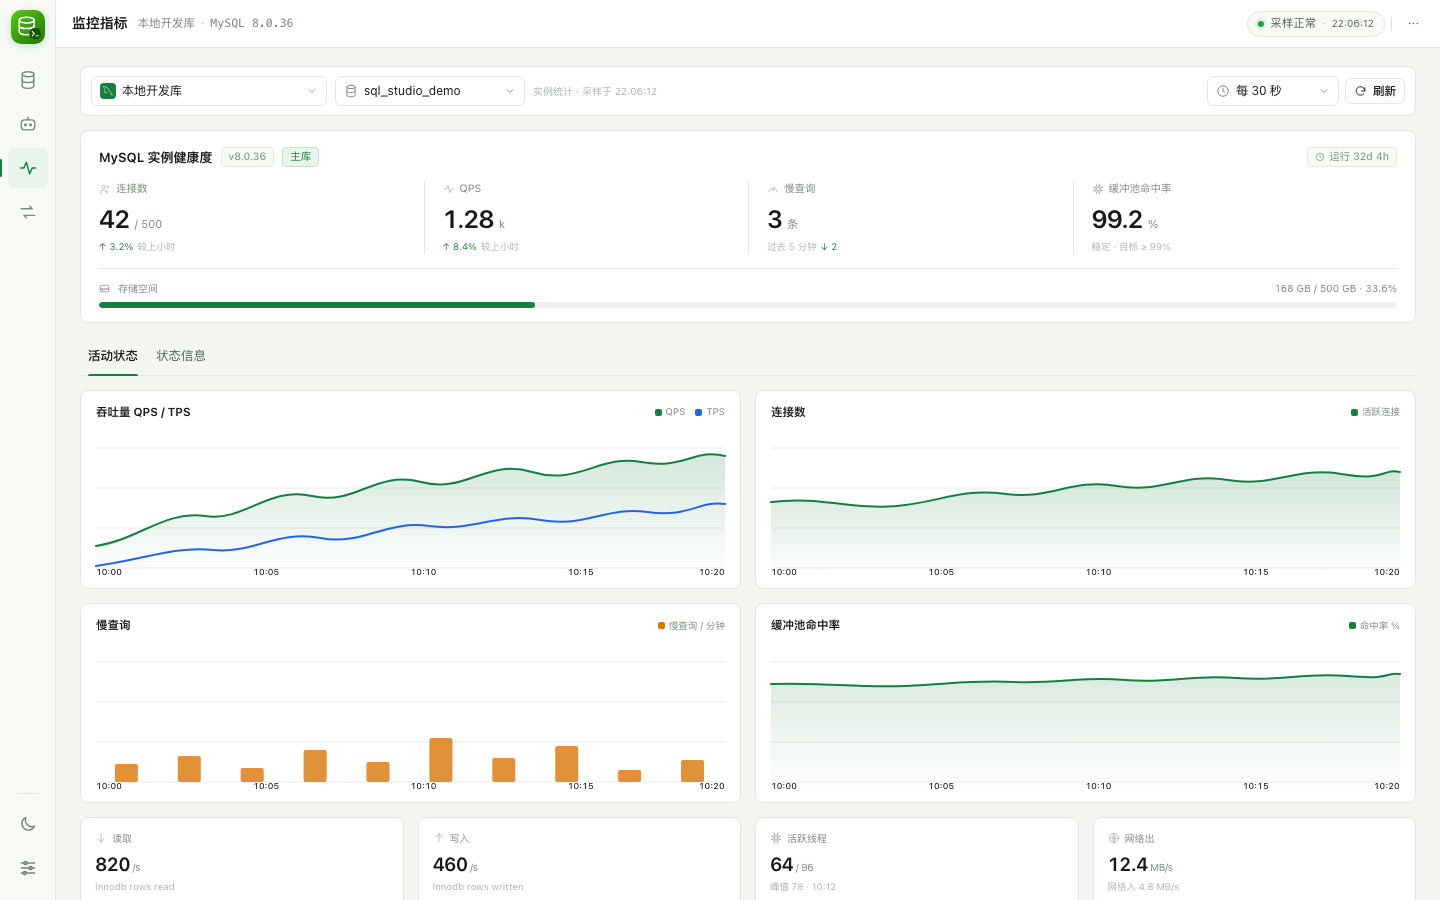 监控指标 本地开发库 · MySQL 8.0.36 采样正常 · 22:06:12 ···
本地开发库 sql_studio_demo 实例统计 · 采样于 22:06:12 每 30 秒 刷新
MySQL 实例健康度 v8.0.36 主库 运行 32d 4h
连接数 QPS 慢查询 缓冲池命中率
42 / 500 1.28 k 3 条 99.2 %
↑ 3.2% 较上小时 ↑ 8.4% 较上小时 过去 5 分钟 ↓ 2 稳定 · 目标 ≥ 99%
存储空间 168 GB / 500 GB · 33.6%
活动状态 状态信息
吞吐量 QPS / TPS QPS TPS
10:00 10:05 10:10 10:15 10:20
连接数 活跃连接
10:00 10:05 10:10 10:15 10:20
慢查询 慢查询 / 分钟
10:00 10:05 10:10 10:15 10:20
缓冲池命中率 命中率 %
10:00 10:05 10:10 10:15 10:20
读取 写入 活跃线程 网络出
820 /s 460 /s 64 / 96 12.4 MB/s
Innodb rows read Innodb rows written 峰值 78 · 10:12 网络入 4.8 MB/s